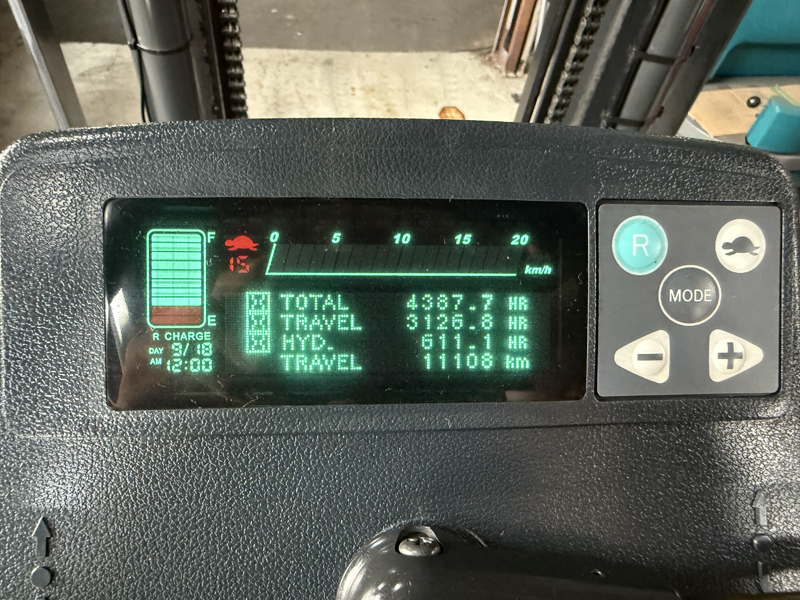 F
E
R CHARGE
DAY 9/18
AM 12:00
15
0 5 10 15 20
km/h
TOTAL 4387.7 HR
TRAVEL 3126.8 HR
HYD. 611.1 HR
TRAVEL 11108 km
R
MODE
- +